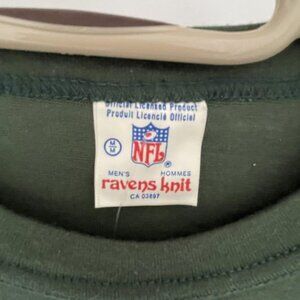 Official Licensed Product
Produit Licencié Officiel
M
M
NFL
®
MEN'S HOMMES
ravens knit
CA 03897